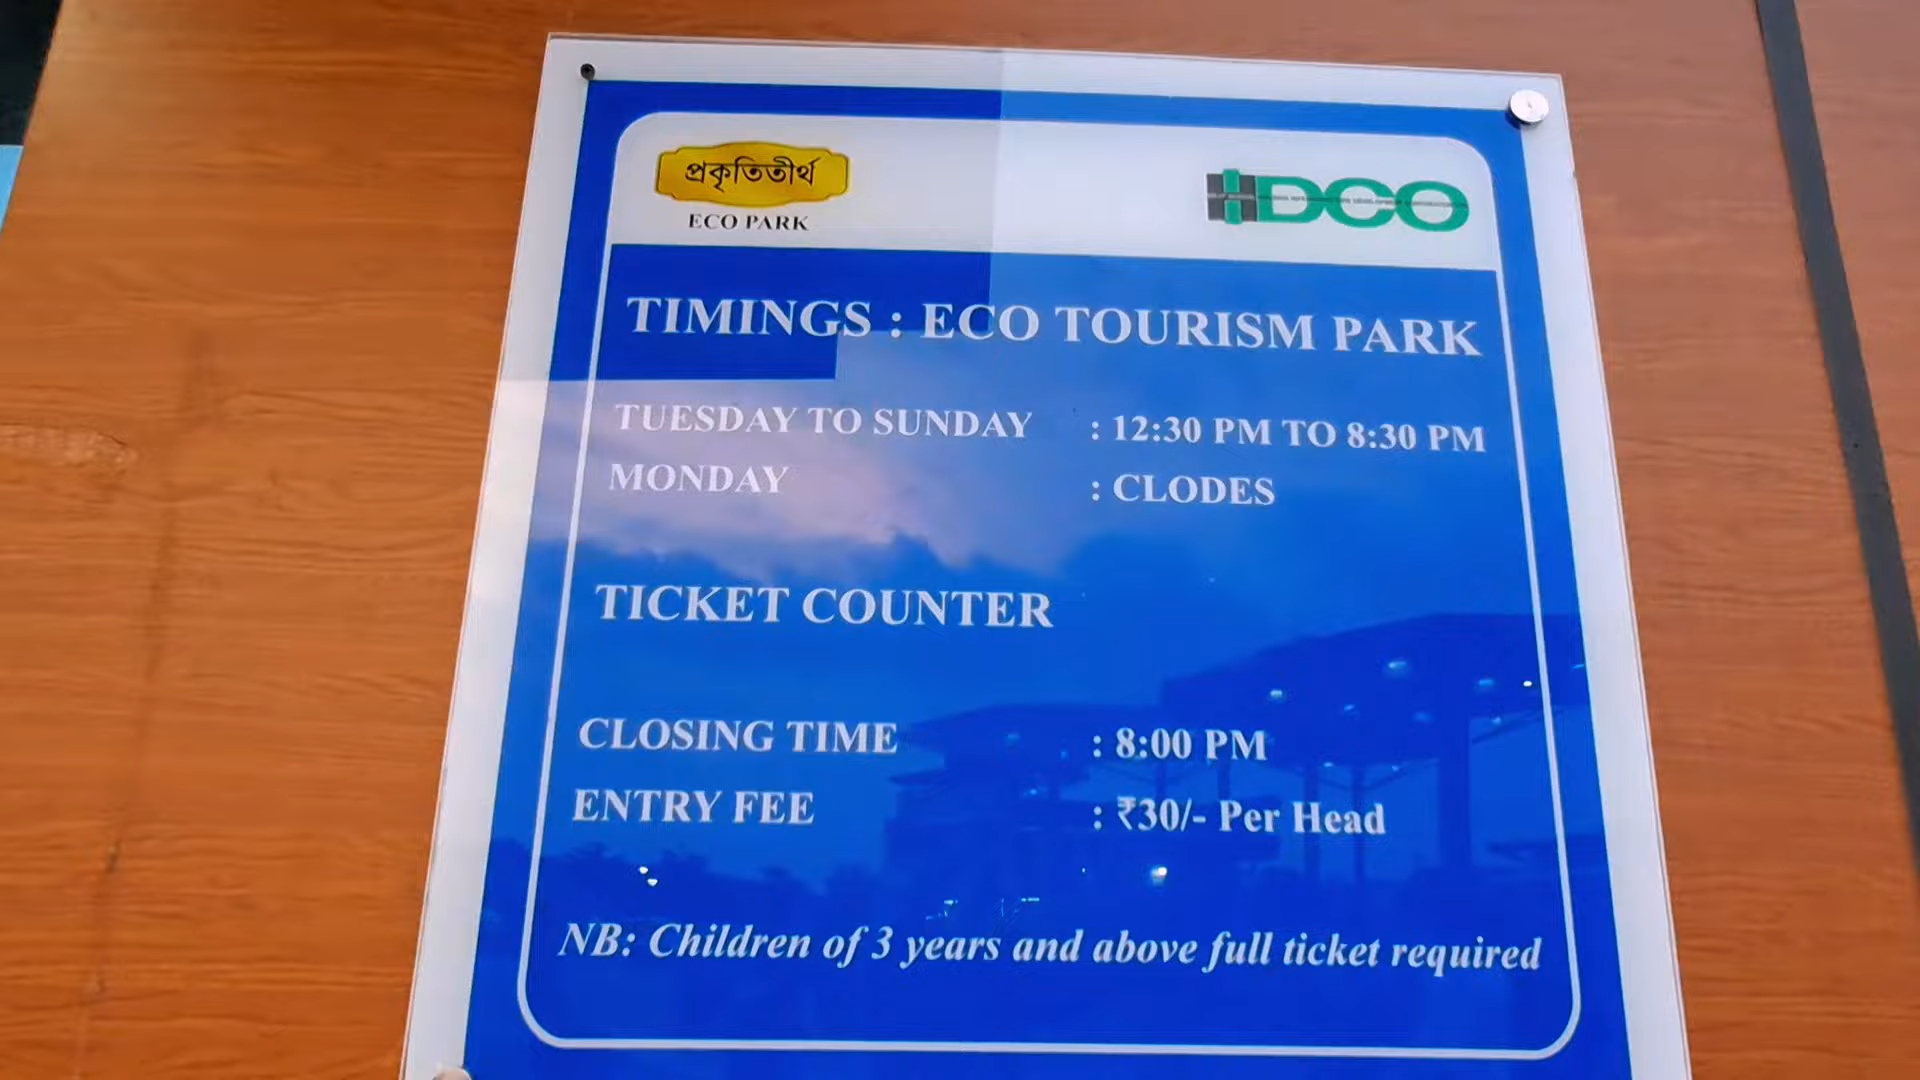 প্রকৃতিতীর্থ
ECO PARK
HIDCO
TIMINGS : ECO TOURISM PARK
TUESDAY TO SUNDAY : 12:30 PM TO 8:30 PM
MONDAY : CLODES
TICKET COUNTER
CLOSING TIME : 8:00 PM
ENTRY FEE : ₹30/- Per Head
NB: Children of 3 years and above full ticket required